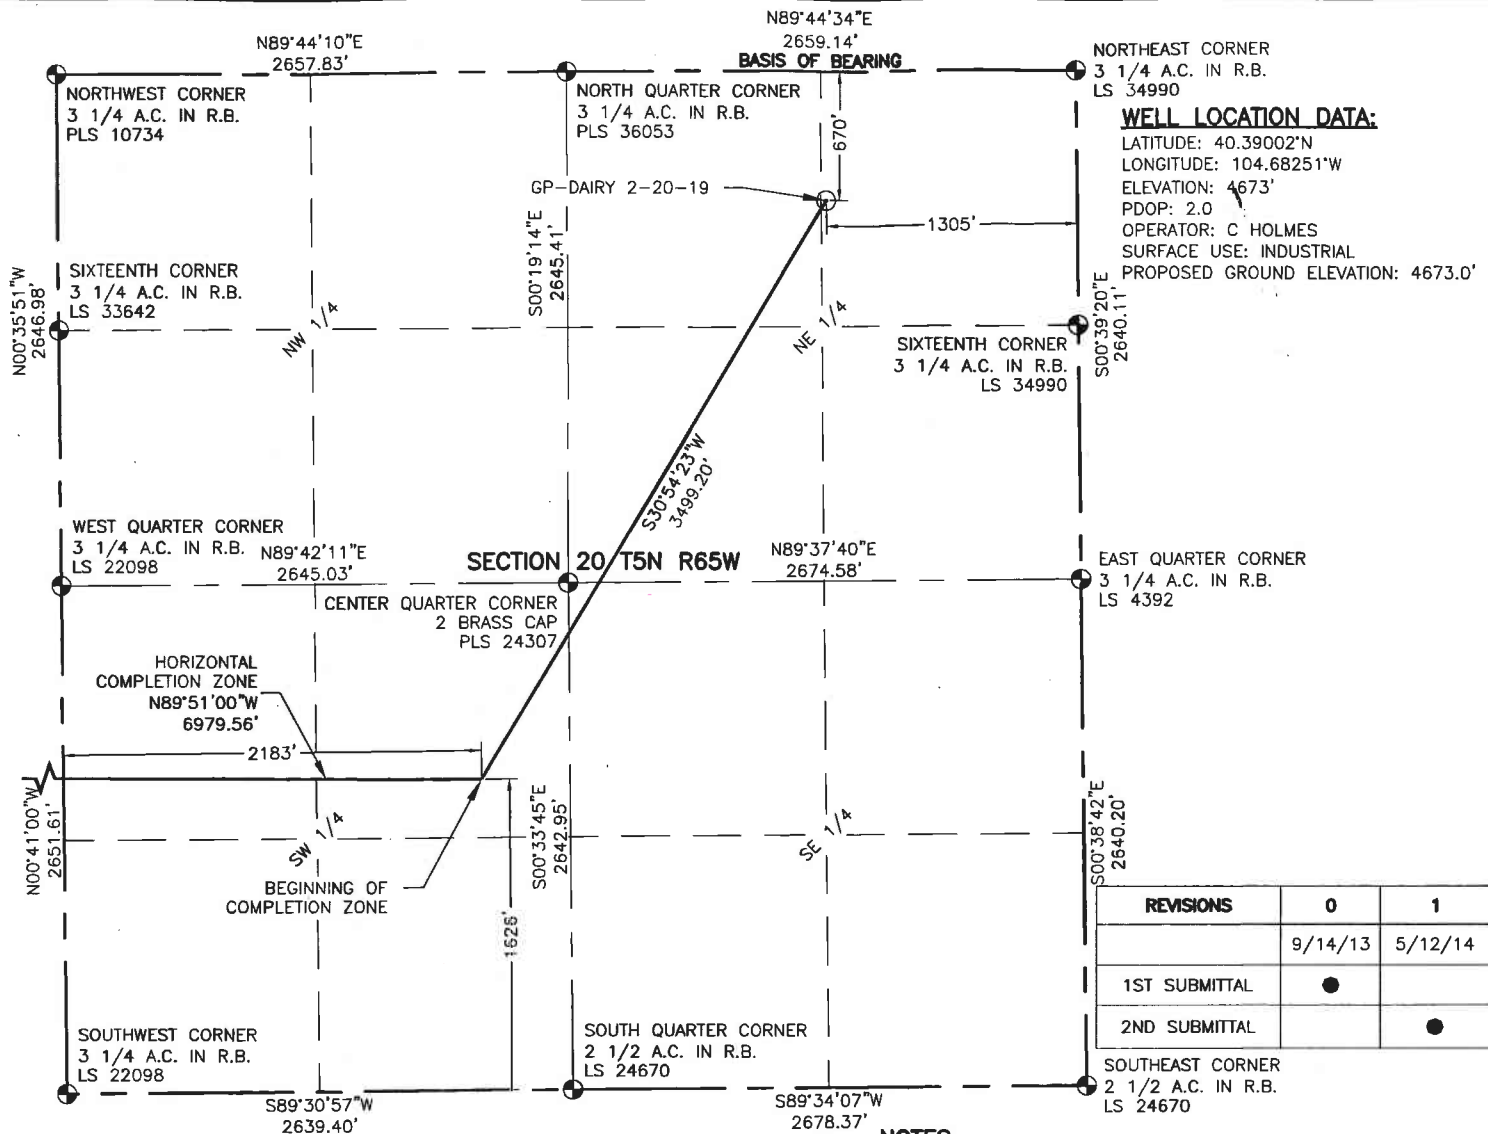 N89°44'10"E
2657.83'
N89°44'34"E
2659.14'
BASIS OF BEARING
NORTHWEST CORNER
3 1/4 A.C. IN R.B.
PLS 10734
NORTH QUARTER CORNER
3 1/4 A.C. IN R.B.
PLS 36053
NORTHEAST CORNER
3 1/4 A.C. IN R.B.
LS 34990
WELL LOCATION DATA:
LATITUDE: 40.39002°N
LONGITUDE: 104.68251°W
ELEVATION: 4673'
PDOP: 2.0
OPERATOR: C HOLMES
SURFACE USE: INDUSTRIAL
PROPOSED GROUND ELEVATION: 4673.0'
670'
GP-DAIRY 2-20-19
1305'
S00°19'14"E
2645.41'
SIXTEENTH CORNER
3 1/4 A.C. IN R.B.
LS 33642
N00°35'51"W
2646.98'
NW 1/4
NE 1/4
SIXTEENTH CORNER
3 1/4 A.C. IN R.B.
LS 34990
S00°39'20"E
2640.11'
S30°54'23"W
3499.20'
WEST QUARTER CORNER
3 1/4 A.C. IN R.B.
LS 22098
N89°42'11"E
2645.03'
SECTION 20 T5N R65W
N89°37'40"E
2674.58'
EAST QUARTER CORNER
3 1/4 A.C. IN R.B.
LS 4392
CENTER QUARTER CORNER
2 BRASS CAP
PLS 24307
HORIZONTAL
COMPLETION ZONE
N89°51'00"W
6979.56'
2183'
N00°41'00"W
2651.61'
SW 1/4
S00°33'45"E
2642.95'
SE 1/4
S00°38'42"E
2640.20'
BEGINNING OF
COMPLETION ZONE
1626'
REVISIONS 0 1
9/14/13 5/12/14
1ST SUBMITTAL ●
2ND SUBMITTAL ●
SOUTHWEST CORNER
3 1/4 A.C. IN R.B.
LS 22098
SOUTH QUARTER CORNER
2 1/2 A.C. IN R.B.
LS 24670
SOUTHEAST CORNER
2 1/2 A.C. IN R.B.
LS 24670
S89°30'57"W
2639.40'
S89°34'07"W
2678.37'
NOTES